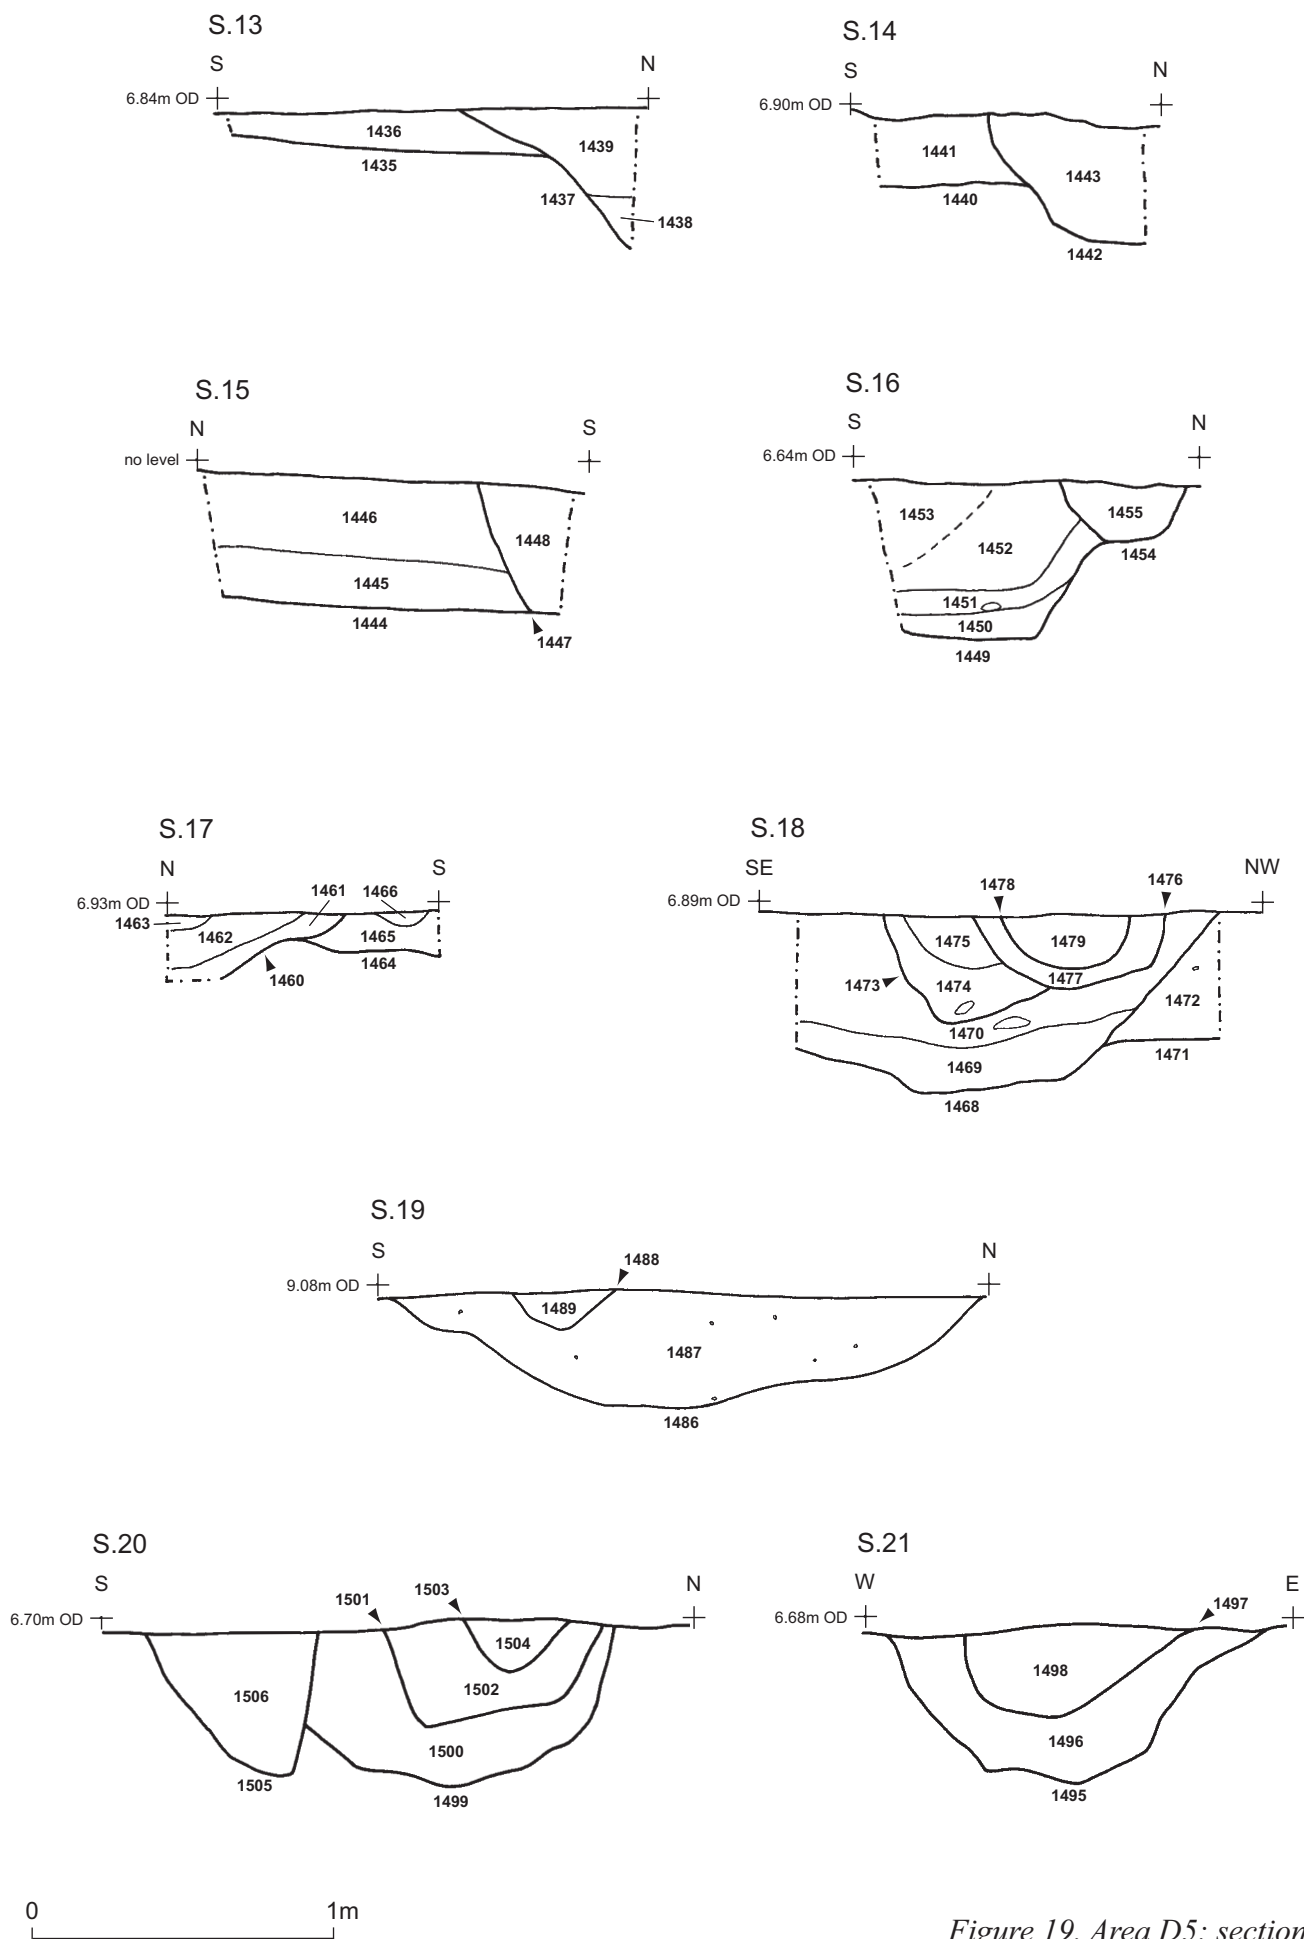 S.13
S N
6.84m OD
1436
1439
1435
1437
1438
S.14
S N
6.90m OD
1441
1443
1440
1442
S.15
N S
no level
1446
1448
1445
1444
1447
S.16
S N
6.64m OD
1453
1455
1452
1454
1451
1450
1449
S.17
N S
6.93m OD
1461 1466
1463
1462
1465
1464
1460
S.18
SE NW
1478 1476
6.89m OD
1475 1479
1477
1473 1474
1472
1470
1471
1469
1468
S.19
S N
1488
9.08m OD
1489
1487
1486
S.20
S N
1501 1503
6.70m OD
1504
1502
1506
1500
1505
1499
S.21
W E
1497
6.68m OD
1498
1496
1495
0 1m
Figure 19. Area D5: section